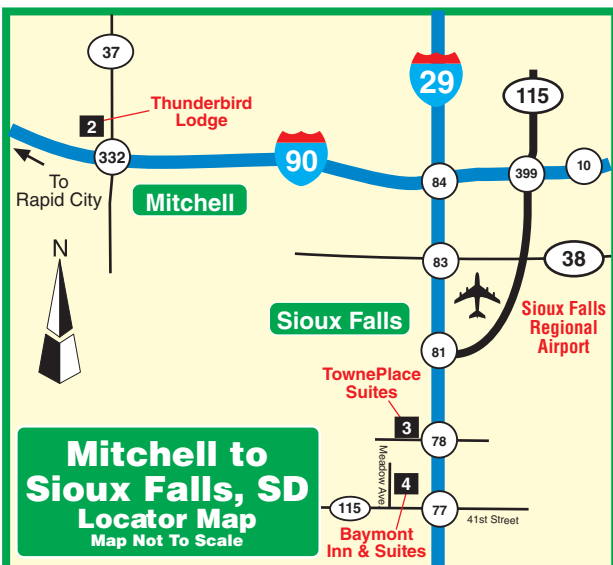 37
29
115
2
Thunderbird
Lodge
332
90
84
399
10
To
Rapid City
Mitchell
N
83
38
Sioux Falls
Sioux Falls
Regional
Airport
81
TownePlace
Suites
3
78
Meadow Ave
4
Mitchell to
Sioux Falls, SD
Locator Map
Map Not To Scale
115
77
41st Street
Baymont
Inn & Suites